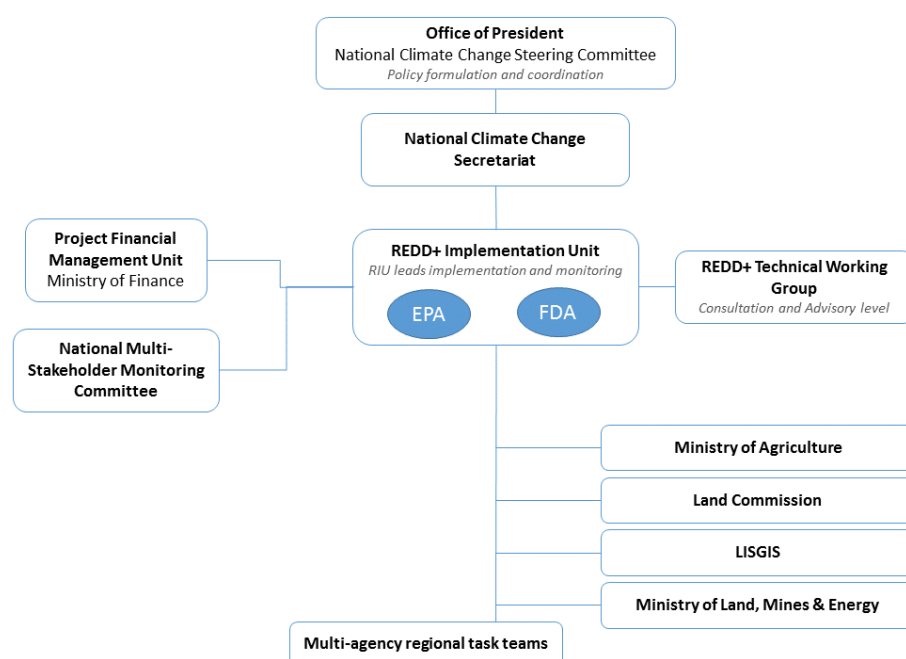 Office of President
National Climate Change Steering Committee
Policy formulation and coordination
National Climate Change
Secretariat
Project Financial
Management Unit
Ministry of Finance
REDD+ Implementation Unit
RIU leads implementation and monitoring
EPA
FDA
REDD+ Technical Working
Group
Consultation and Advisory level
National Multi-
Stakeholder Monitoring
Committee
Ministry of Agriculture
Land Commission
LISGIS
Ministry of Land, Mines & Energy
Multi-agency regional task teams